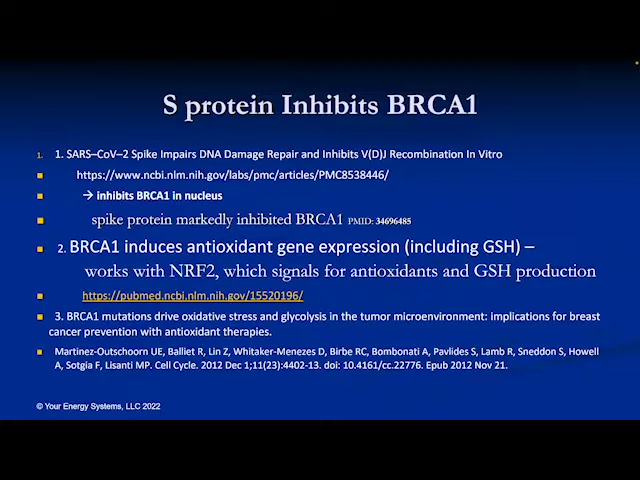 S protein Inhibits BRCA1
1. 1. SARS–CoV–2 Spike Impairs DNA Damage Repair and Inhibits V(D)J Recombination In Vitro
https://www.ncbi.nlm.nih.gov/labs/pmc/articles/PMC8538446/
→ inhibits BRCA1 in nucleus
spike protein markedly inhibited BRCA1 PMID: 34696485
2. BRCA1 induces antioxidant gene expression (including GSH) –
works with NRF2, which signals for antioxidants and GSH production
https://pubmed.ncbi.nlm.nih.gov/15520196/
3. BRCA1 mutations drive oxidative stress and glycolysis in the tumor microenvironment: implications for breast
cancer prevention with antioxidant therapies.
Martinez-Outschoorn UE, Balliet R, Lin Z, Whitaker-Menezes D, Birbe RC, Bombonati A, Pavlides S, Lamb R, Sneddon S, Howell
A, Sotgia F, Lisanti MP. Cell Cycle. 2012 Dec 1;11(23):4402-13. doi: 10.4161/cc.22776. Epub 2012 Nov 21.
© Your Energy Systems, LLC 2022